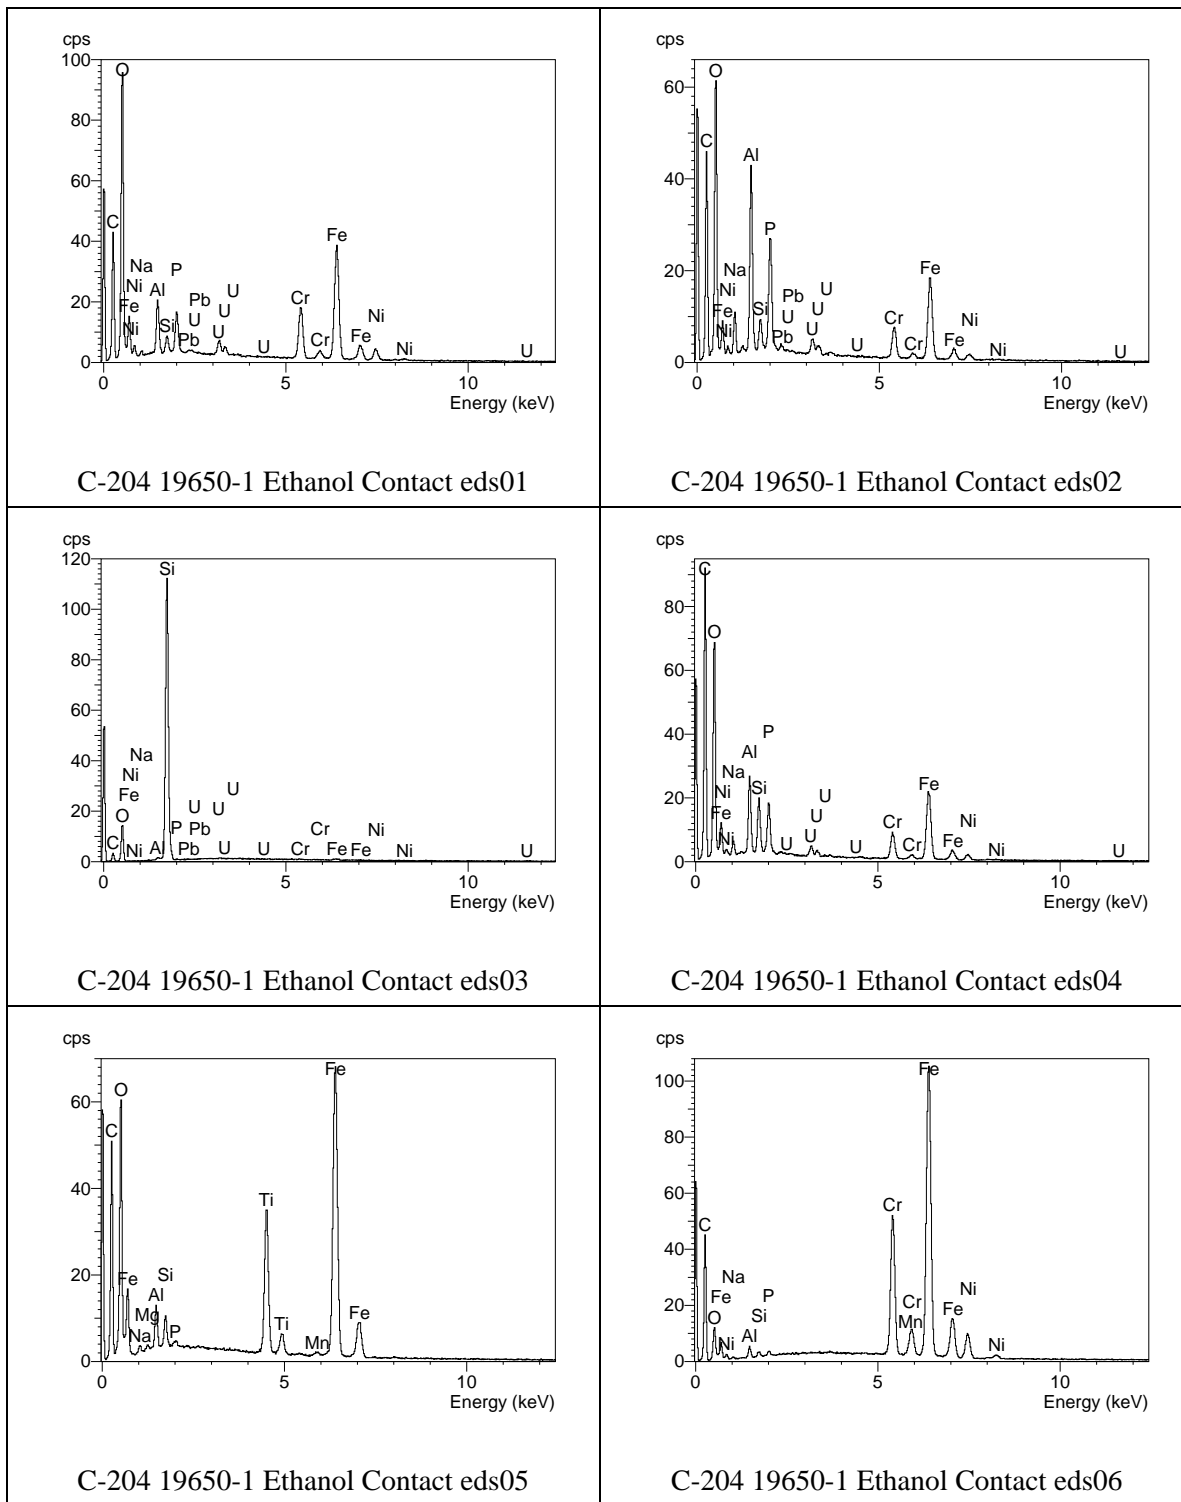 cps
100
80
60
40
20
0
O
C
Na
Ni
Fe
Ni
Al
Si
P
Pb
U
Pb
U
U
U
U
Cr
Cr
Fe
Fe
Ni
Ni
U
0 5 10
Energy (keV)
C-204 19650-1 Ethanol Contact eds01
cps
60
40
20
0
O
C
Na
Ni
Fe
Ni
Al
Si
P
Pb
U
Pb
U
U
U
U
Cr
Cr
Fe
Fe
Ni
Ni
U
0 5 10
Energy (keV)
C-204 19650-1 Ethanol Contact eds02
cps
120
100
80
60
40
20
0
Si
Na
Ni
Fe
O
C
Ni
Al
P
Pb
U
Pb
U
U
U
U
Cr
Cr
Fe
Fe
Ni
Ni
U
0 5 10
Energy (keV)
C-204 19650-1 Ethanol Contact eds03
cps
80
60
40
20
0
C
O
Na
Ni
Fe
Ni
Al
Si
P
U
U
U
U
U
Cr
Cr
Fe
Fe
Ni
Ni
U
0 5 10
Energy (keV)
C-204 19650-1 Ethanol Contact eds04
cps
60
40
20
0
O
C
Fe
Na
Mg
Al
Si
P
Ti
Ti
Mn
Fe
Fe
0 5 10
Energy (keV)
C-204 19650-1 Ethanol Contact eds05
cps
100
80
60
40
20
0
C
Na
Fe
O
Ni
Al
Si
P
Cr
Cr
Mn
Fe
Fe
Ni
Ni
0 5 10
Energy (keV)
C-204 19650-1 Ethanol Contact eds06